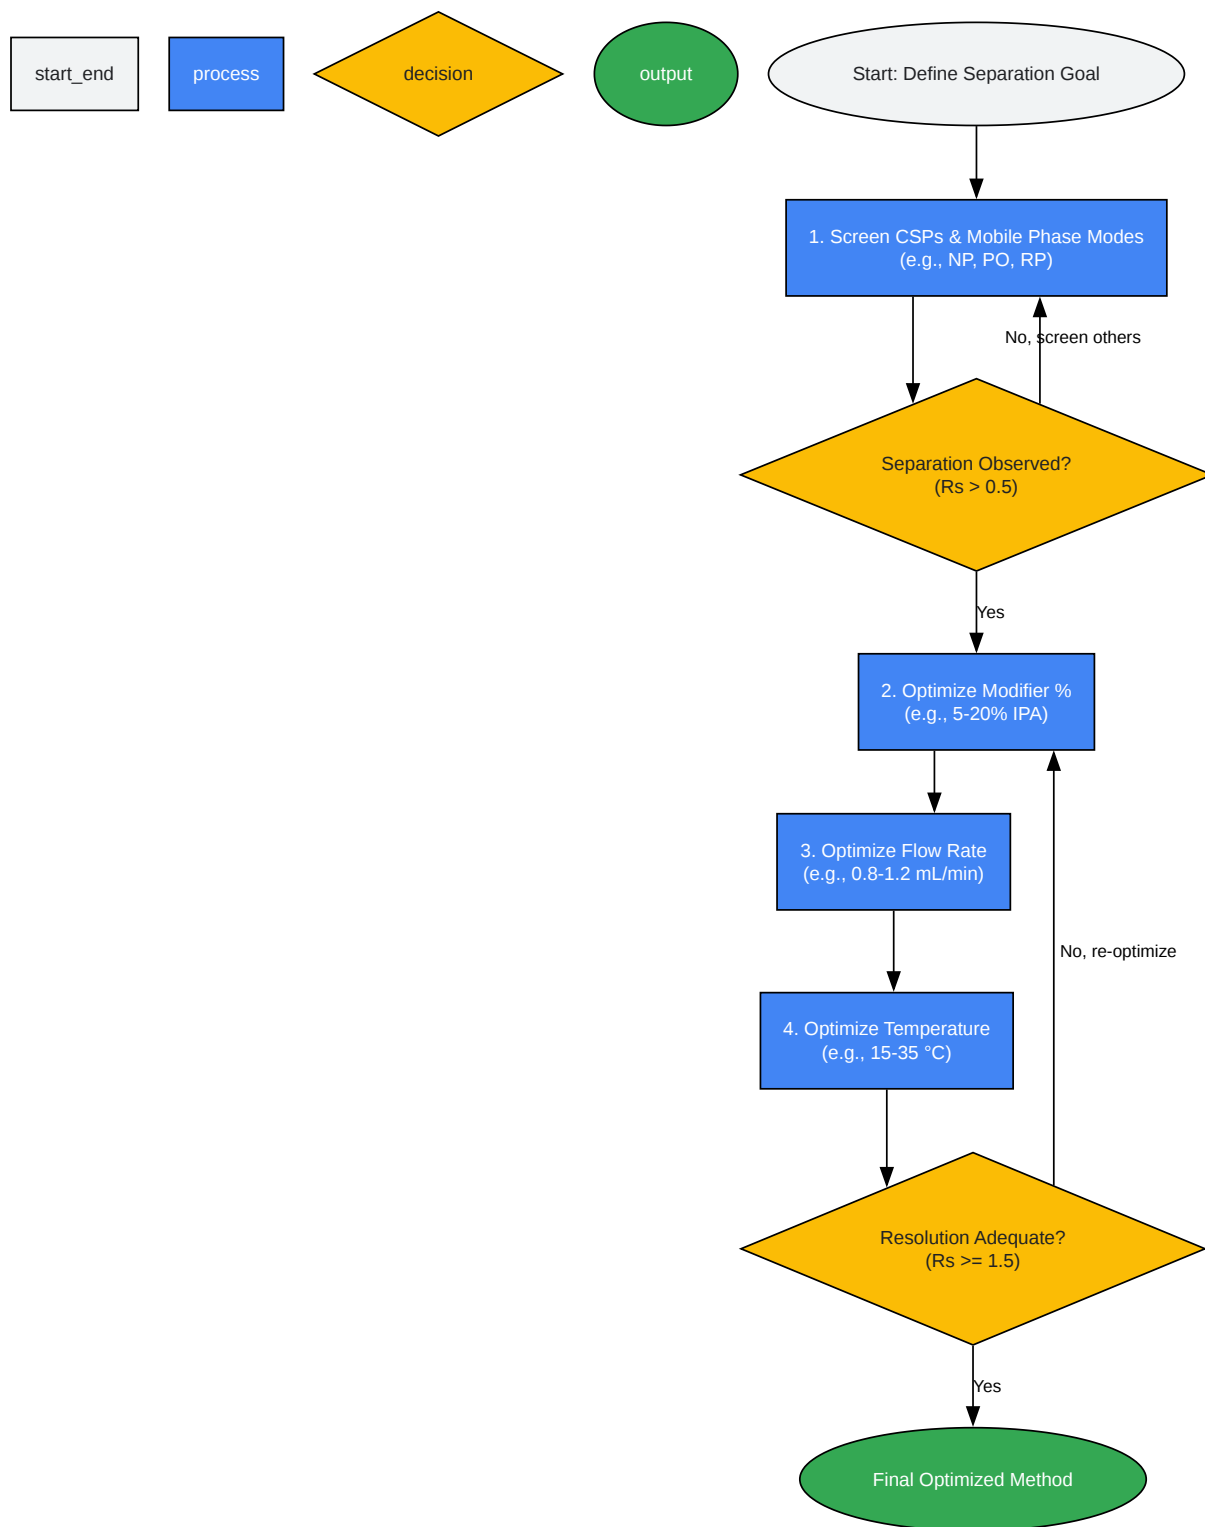 start_end
process
decision
output
Start: Define Separation Goal
1. Screen CSPs & Mobile Phase Modes
(e.g., NP, PO, RP)
No, screen others
Separation Observed?
(Rs > 0.5)
Yes
2. Optimize Modifier %
(e.g., 5-20% IPA)
3. Optimize Flow Rate
(e.g., 0.8-1.2 mL/min)
No, re-optimize
4. Optimize Temperature
(e.g., 15-35 °C)
Resolution Adequate?
(Rs >= 1.5)
Yes
Final Optimized Method